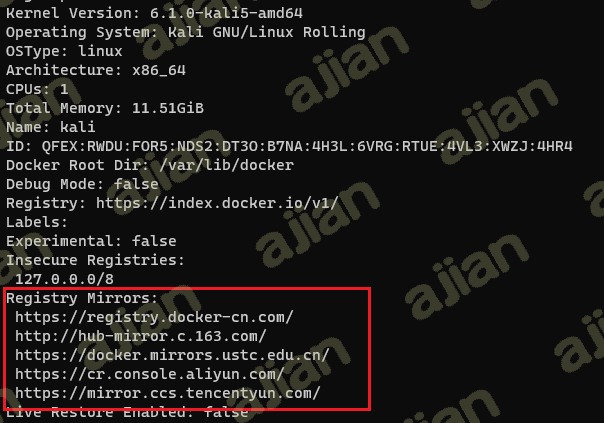 Kernel Version: 6.1.0-kali5-amd64
Operating System: Kali GNU/Linux Rolling
OSType: linux
Architecture: x86_64
CPUs: 1
Total Memory: 11.51GiB
Name: kali
ID: QFEX:RWDU:FOR5:NDS2:DT3O:B7NA:4H3L:6VRG:RTUE:4VL3:XWZJ:4HR4
Docker Root Dir: /var/lib/docker
Debug Mode: false
Registry: https://index.docker.io/v1/
Labels:
Experimental: false
Insecure Registries:
127.0.0.0/8
Registry Mirrors:
https://registry.docker-cn.com/
http://hub-mirror.c.163.com/
https://docker.mirrors.ustc.edu.cn/
https://cr.console.aliyun.com/
https://mirror.ccs.tencentyun.com/
Live Restore Enabled: false
ajian
ajian
ajian
ajian
ajian
ajian
ajian
ajian